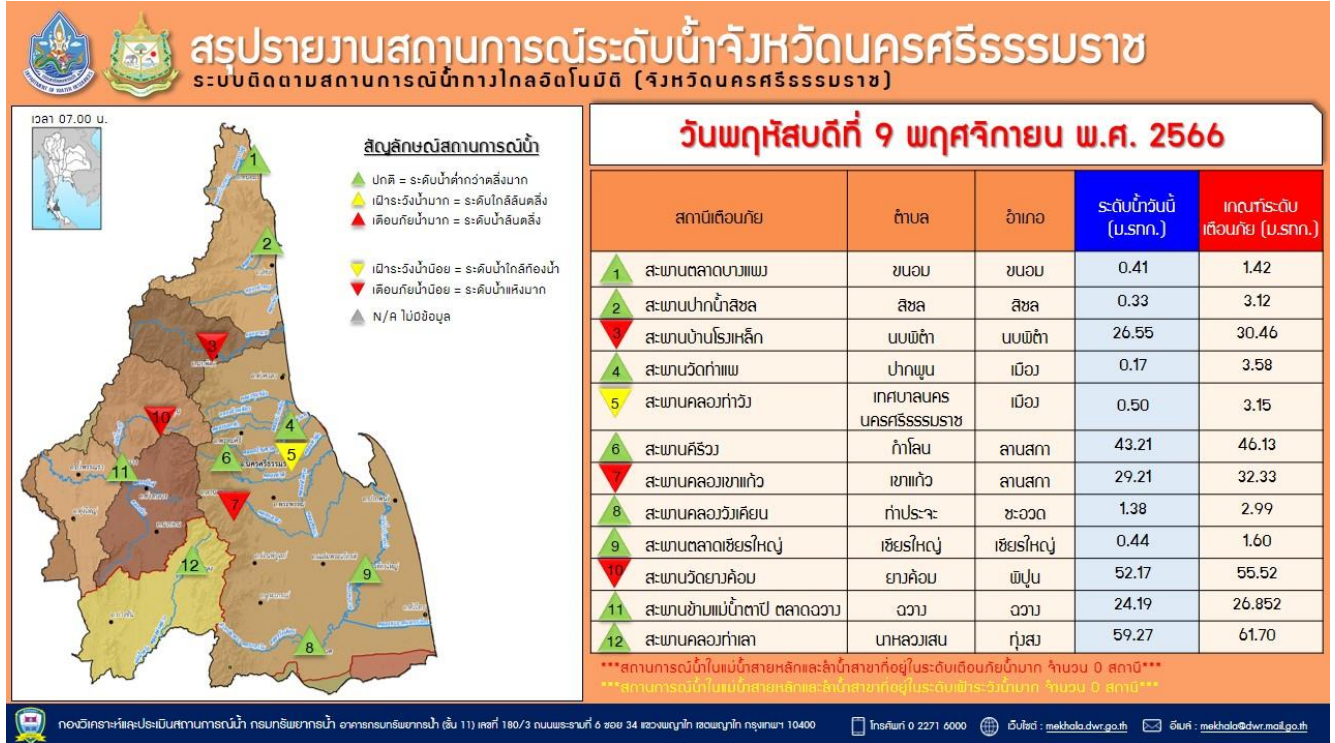 สรุปรายงานสถานการณ์ระดับน้ำจังหวัดนครศรีธรรมราช
ระบบติดตามสถานการณ์น้ำทางไกลอัตโนมัติ (จังหวัดนครศรีธรรมราช)
เวลา 07.00 น.
สัญลักษณ์สถานการณ์น้ำ
ปกติ = ระดับน้ำต่ำกว่าตลิ่งมาก
เฝ้าระวังน้ำมาก = ระดับใกล้ล้นตลิ่ง
เตือนภัยน้ำมาก = ระดับน้ำล้นตลิ่ง
เฝ้าระวังน้ำน้อย = ระดับน้ำใกล้ท้องน้ำ
เตือนภัยน้ำน้อย = ระดับน้ำแห้งมาก
N/A ไม่มีข้อมูล
1
2
3
10
4
5
6
11
7
12
9
8
วันพฤหัสบดีที่ 9 พฤศจิกายน พ.ศ. 2566
สถานีเตือนภัย ตำบล อำเภอ ระดับน้ำวันนี้ (ม.รทก.) เกณฑ์ระดับเตือนภัย (ม.รทก.)
1 สะพานตลาดบางแพง ขนอม ขนอม 0.41 1.42
2 สะพานปากน้ำสิชล สิชล สิชล 0.33 3.12
3 สะพานบ้านโรงเหล็ก นบพิตำ นบพิตำ 26.55 30.46
4 สะพานวัดท่าแพ ปากพูน เมือง 0.17 3.58
5 สะพานคลองท่าวัง เทศบาลนครนครศรีธรรมราช เมือง 0.50 3.15
6 สะพานคีรีวง กำโลน ลานสกา 43.21 46.13
7 สะพานคลองเขาแก้ว เขาแก้ว ลานสกา 29.21 32.33
8 สะพานคลองวังเคียน ท่าประจะ ชะอวด 1.38 2.99
9 สะพานตลาดเชียรใหญ่ เชียรใหญ่ เชียรใหญ่ 0.44 1.60
10 สะพานวัดยางค้อม ยางค้อม พิปูน 52.17 55.52
11 สะพานข้ามแม่น้ำตาปี ตลาดฉวาง ฉวาง ฉวาง 24.19 26.852
12 สะพานคลองท่าเลา นาหลวงเสน ทุ่งสง 59.27 61.70
***สถานการณ์น้ำในแม่น้ำสายหลักและลำน้ำสาขาที่อยู่ในระดับเตือนภัยน้ำมาก จำนวน 0 สถานี***
***สถานการณ์น้ำในแม่น้ำสายหลักและลำน้ำสาขาที่อยู่ในระดับเฝ้าระวังน้ำมาก จำนวน 0 สถานี***
กองวิเคราะห์และประเมินสถานการณ์น้ำ กรมทรัพยากรน้ำ อาคารกรมทรัพยากรน้ำ (ชั้น 11) เลขที่ 180/3 ถนนพระรามที่ 6 ซอย 34 แขวงพญาไท เขตพญาไท กรุงเทพฯ 10400 โทรศัพท์ 0 2271 6000 เว็บไซต์ : mekhala.dwr.go.th อีเมล์ : mekhala@dwr.mail.go.th